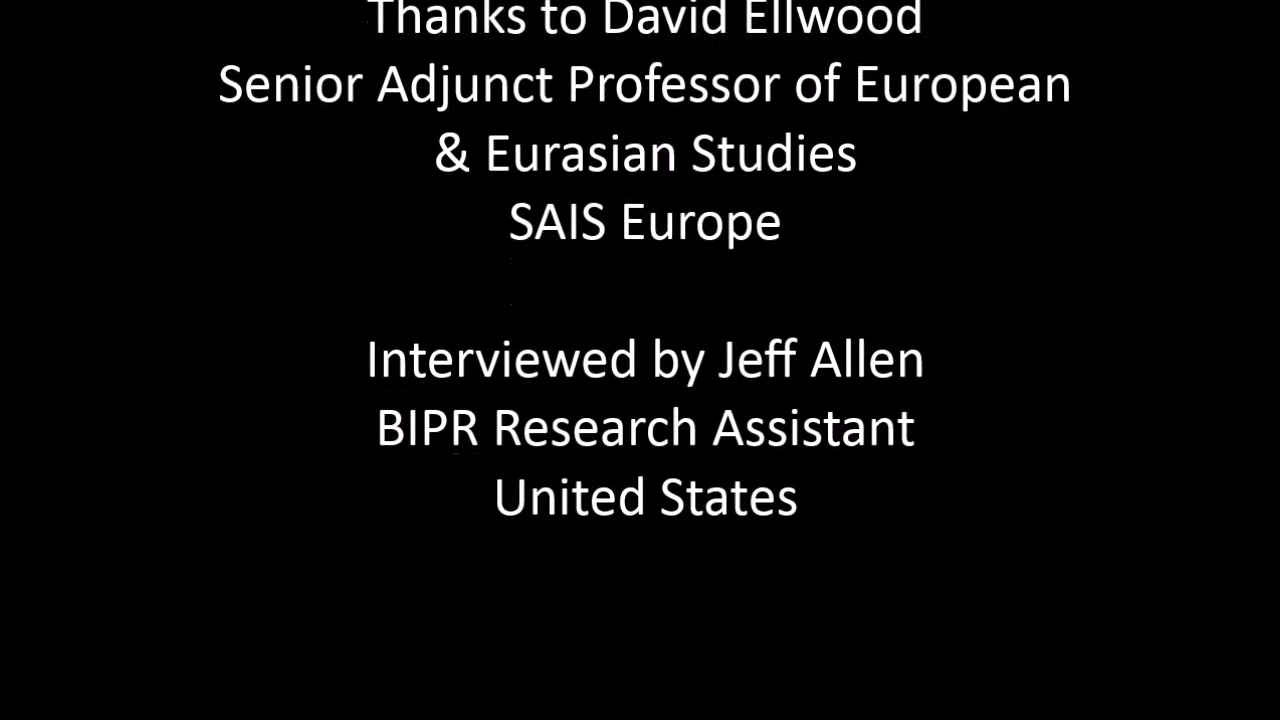 Thanks to David Ellwood
Senior Adjunct Professor of European
& Eurasian Studies
SAIS Europe
Interviewed by Jeff Allen
BIPR Research Assistant
United States